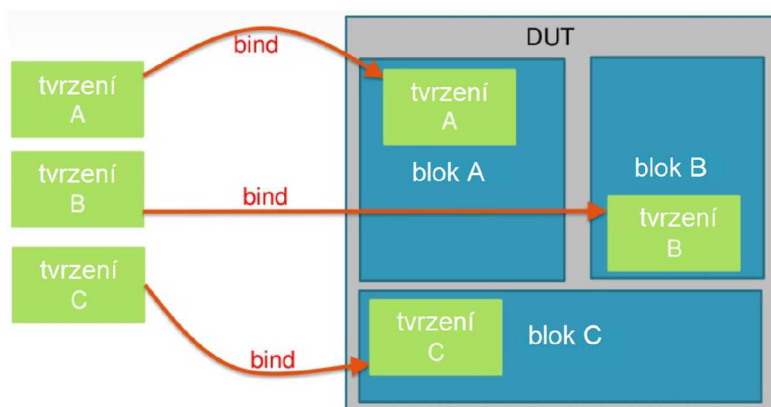 DUT
bind
tvrzení
A
tvrzení
A
blok A
tvrzení
B
bind
blok B
tvrzení
B
tvrzení
C
bind
tvrzení
C
blok C